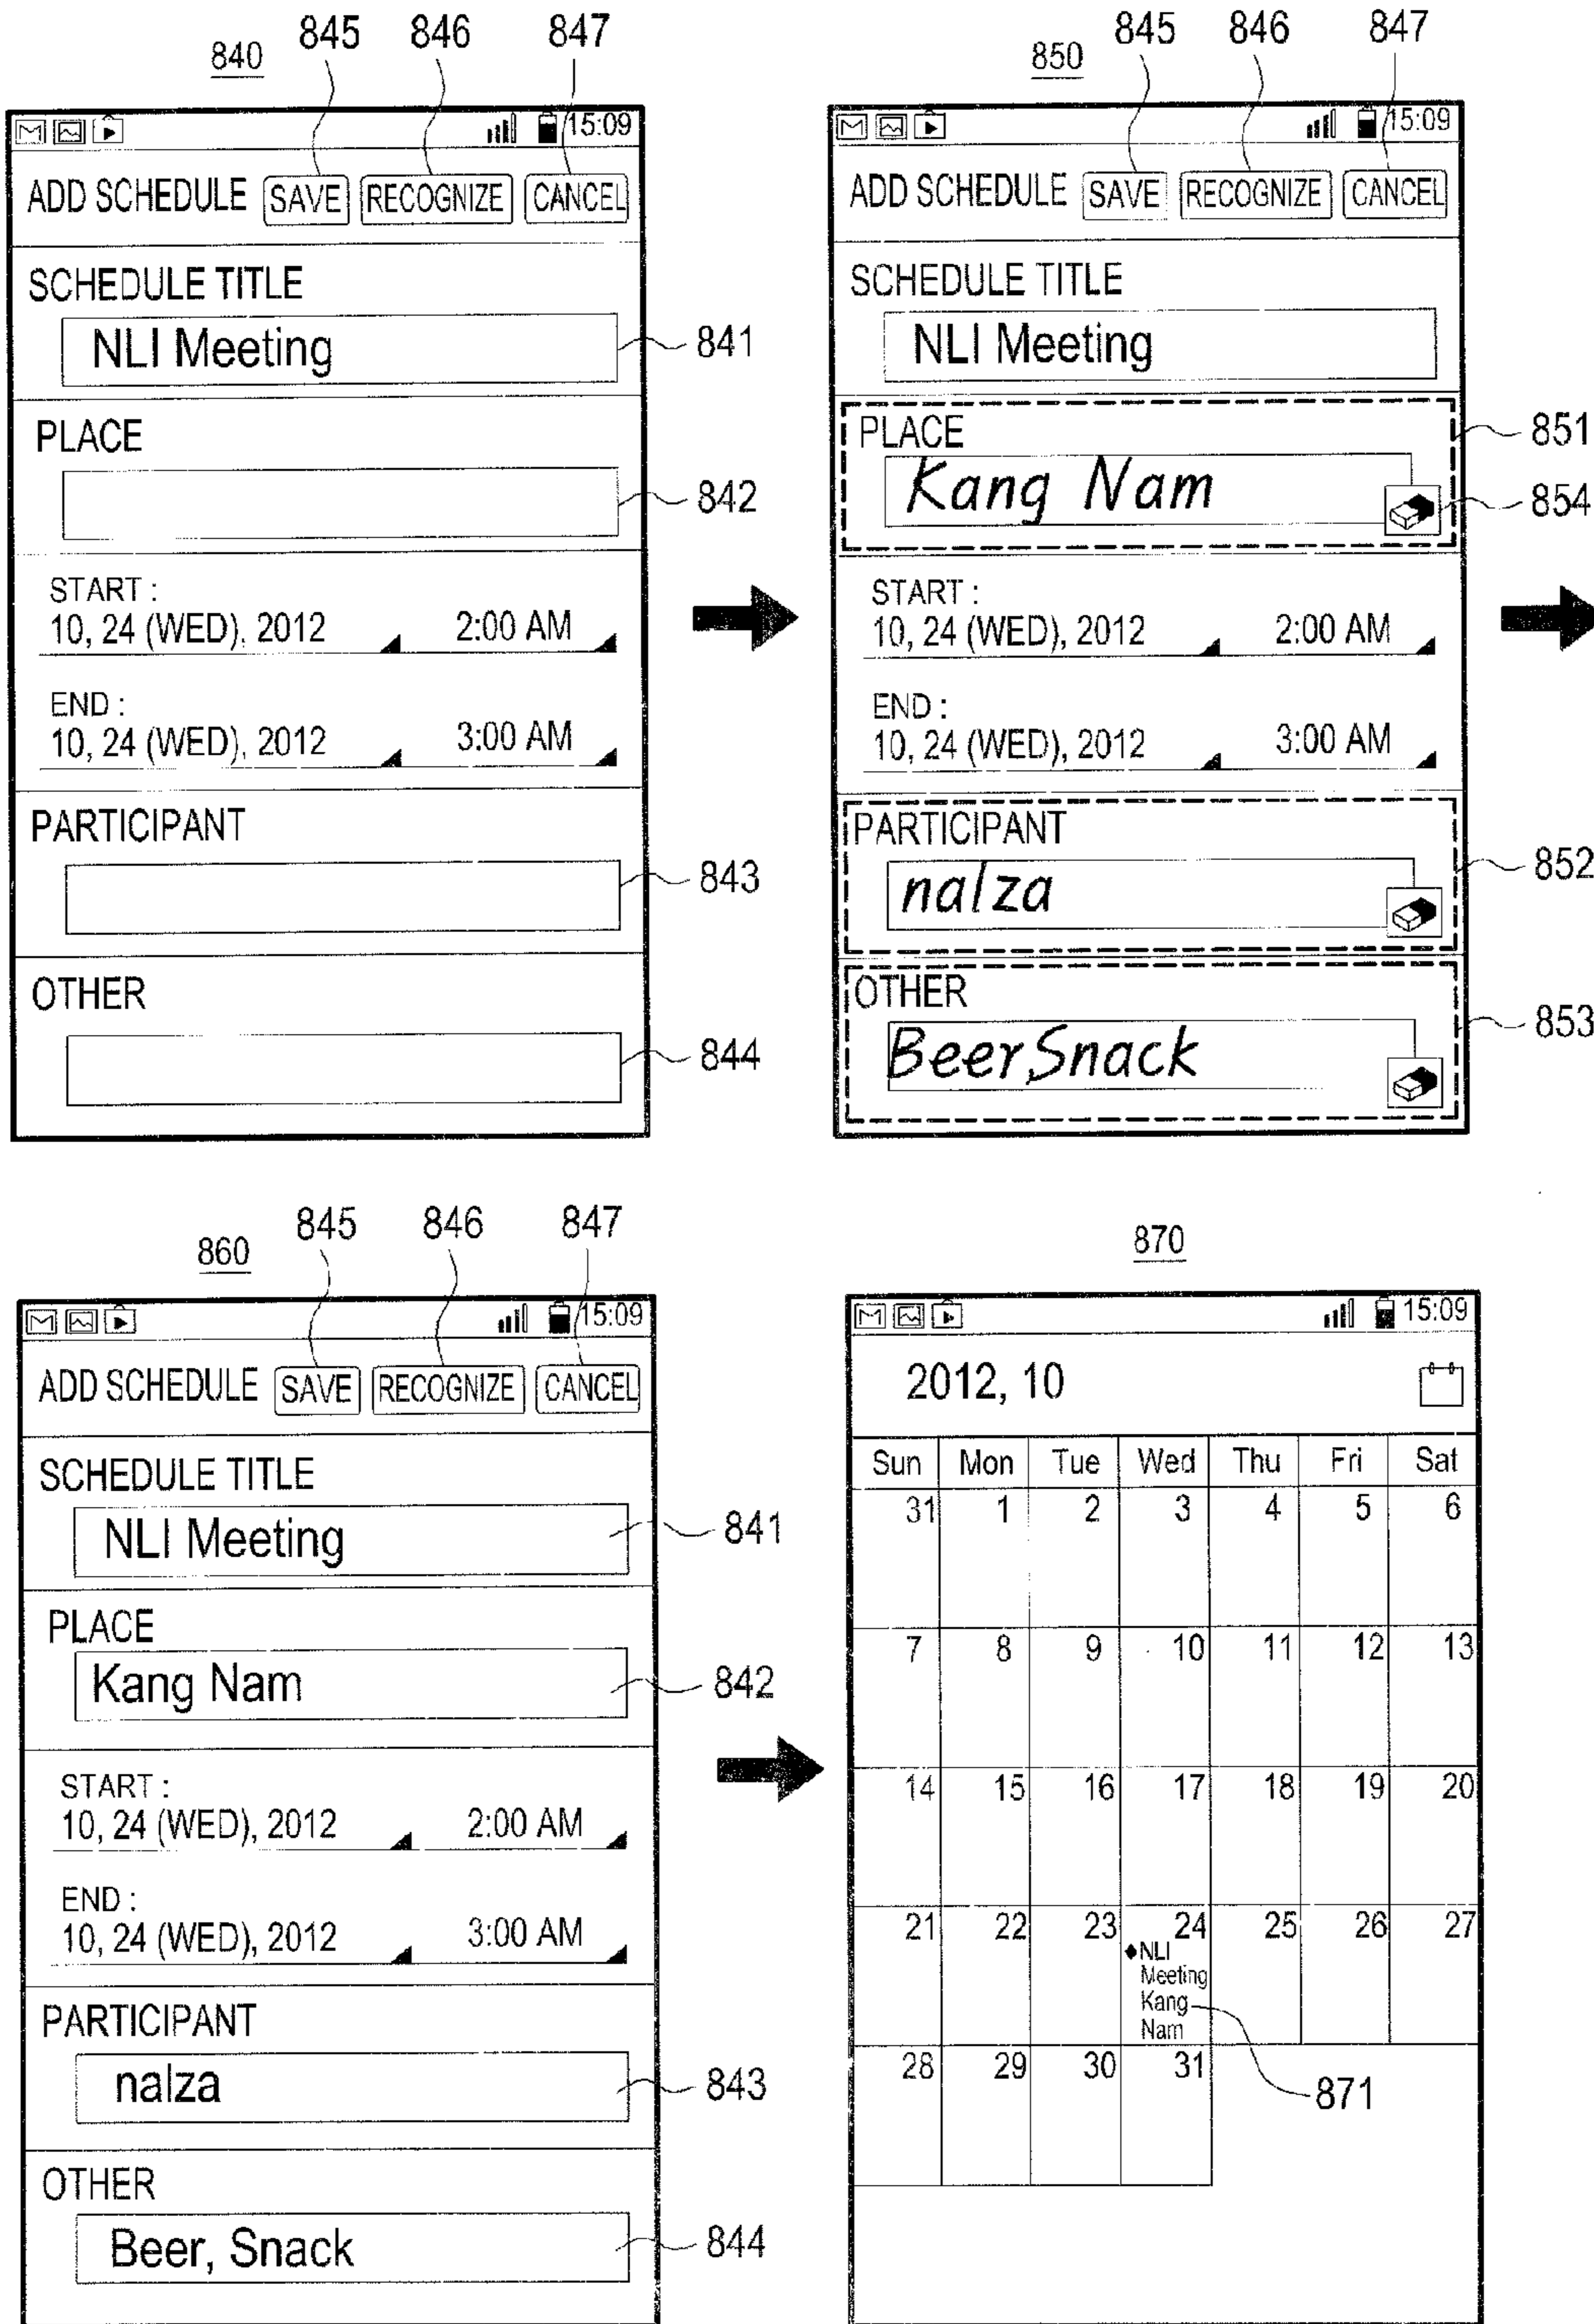 840
845
846
847
15:09
ADD SCHEDULE SAVE RECOGNIZE CANCEL
SCHEDULE TITLE
NLI Meeting
841
PLACE
842
START :
10, 24 (WED), 2012 2:00 AM
END :
10, 24 (WED), 2012 3:00 AM
PARTICIPANT
843
OTHER
844
850
845
846
847
15:09
ADD SCHEDULE SAVE RECOGNIZE CANCEL
SCHEDULE TITLE
NLI Meeting
PLACE
851
Kang Nam
854
START :
10, 24 (WED), 2012 2:00 AM
END :
10, 24 (WED), 2012 3:00 AM
PARTICIPANT
nalza
852
OTHER
Beer,Snack
853
860
845
846
847
15:09
ADD SCHEDULE SAVE RECOGNIZE CANCEL
SCHEDULE TITLE
NLI Meeting
841
PLACE
Kang Nam
842
START :
10, 24 (WED), 2012 2:00 AM
END :
10, 24 (WED), 2012 3:00 AM
PARTICIPANT
nalza
843
OTHER
Beer, Snack
844
870
15:09
2012, 10
Sun Mon Tue Wed Thu Fri Sat
31 1 2 3 4 5 6
7 8 9 10 11 12 13
14 15 16 17 18 19 20
21 22 23 24 25 26 27
NLI
Meeting
Kang
Nam
28 29 30 31
871